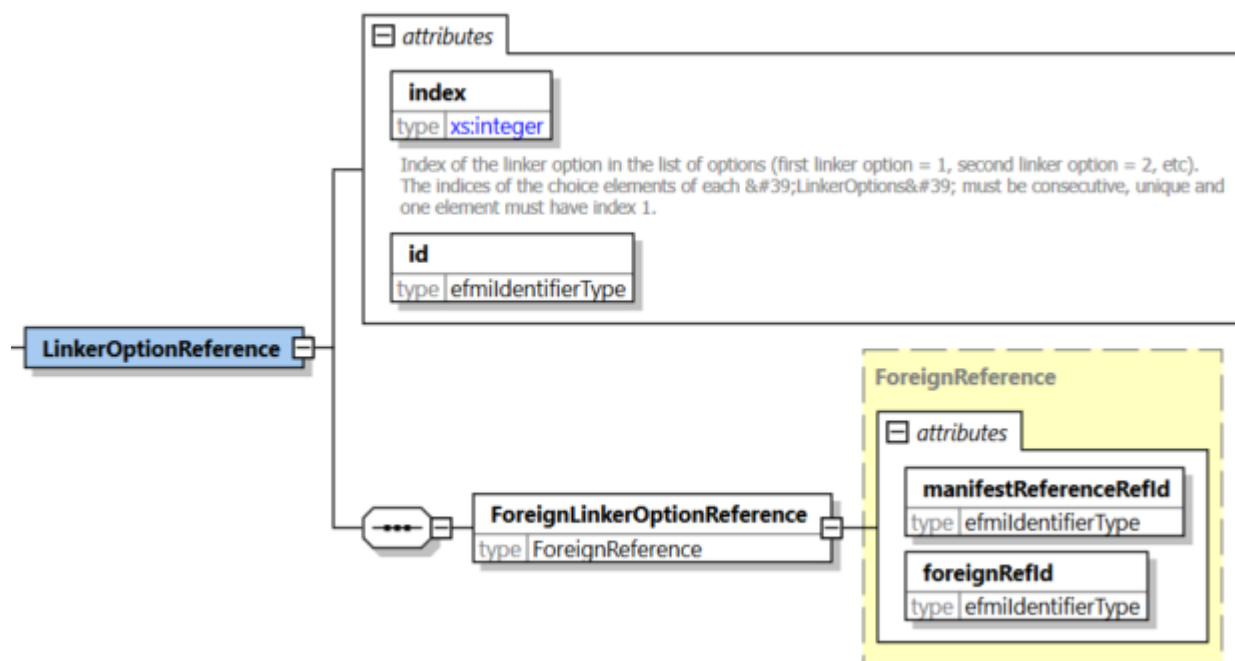 attributes
index
type xs:integer
Index of the linker option in the list of options (first linker option = 1, second linker option = 2, etc).
The indices of the choice elements of each &#39;LinkerOptions&#39; must be consecutive, unique and
one element must have index 1.
id
type efmiIdentifierType
LinkerOptionReference
ForeignReference
attributes
manifestReferenceRefId
type efmiIdentifierType
ForeignLinkerOptionReference
type ForeignReference
foreignRefId
type efmiIdentifierType